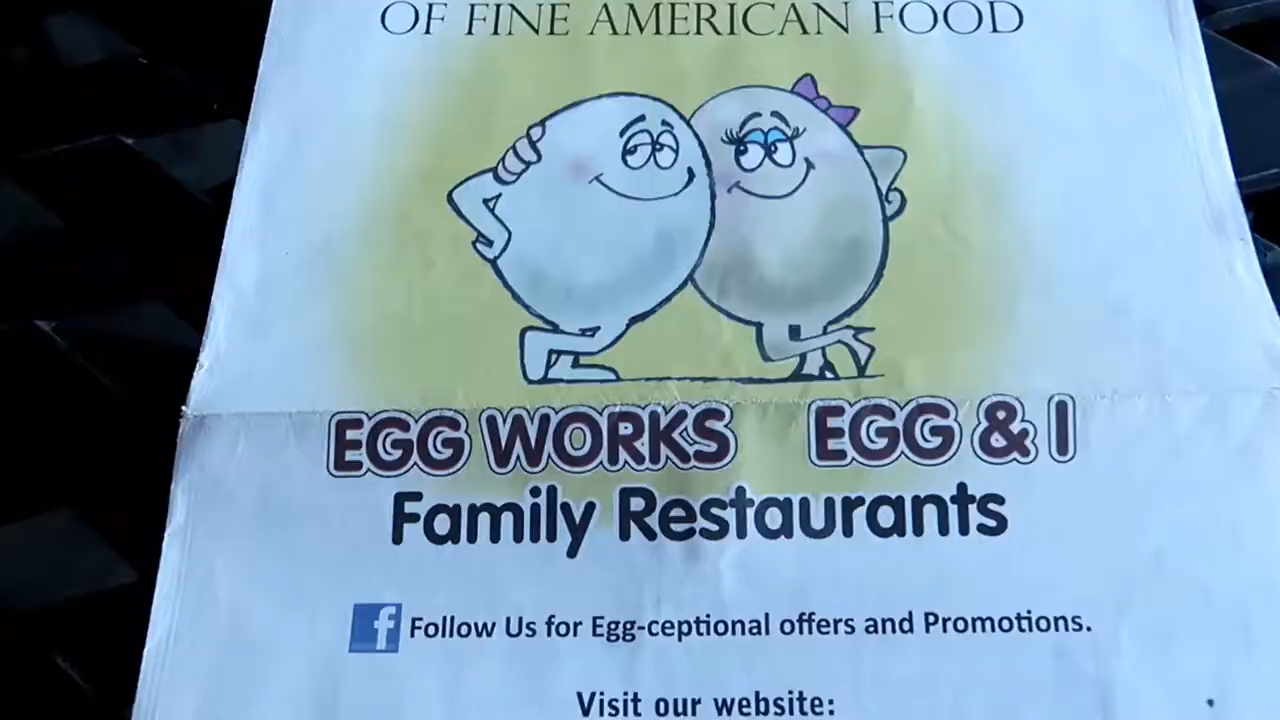 OF FINE AMERICAN FOOD
EGG WORKS EGG & I
Family Restaurants
f Follow Us for Egg-ceptional offers and Promotions.
Visit our website: